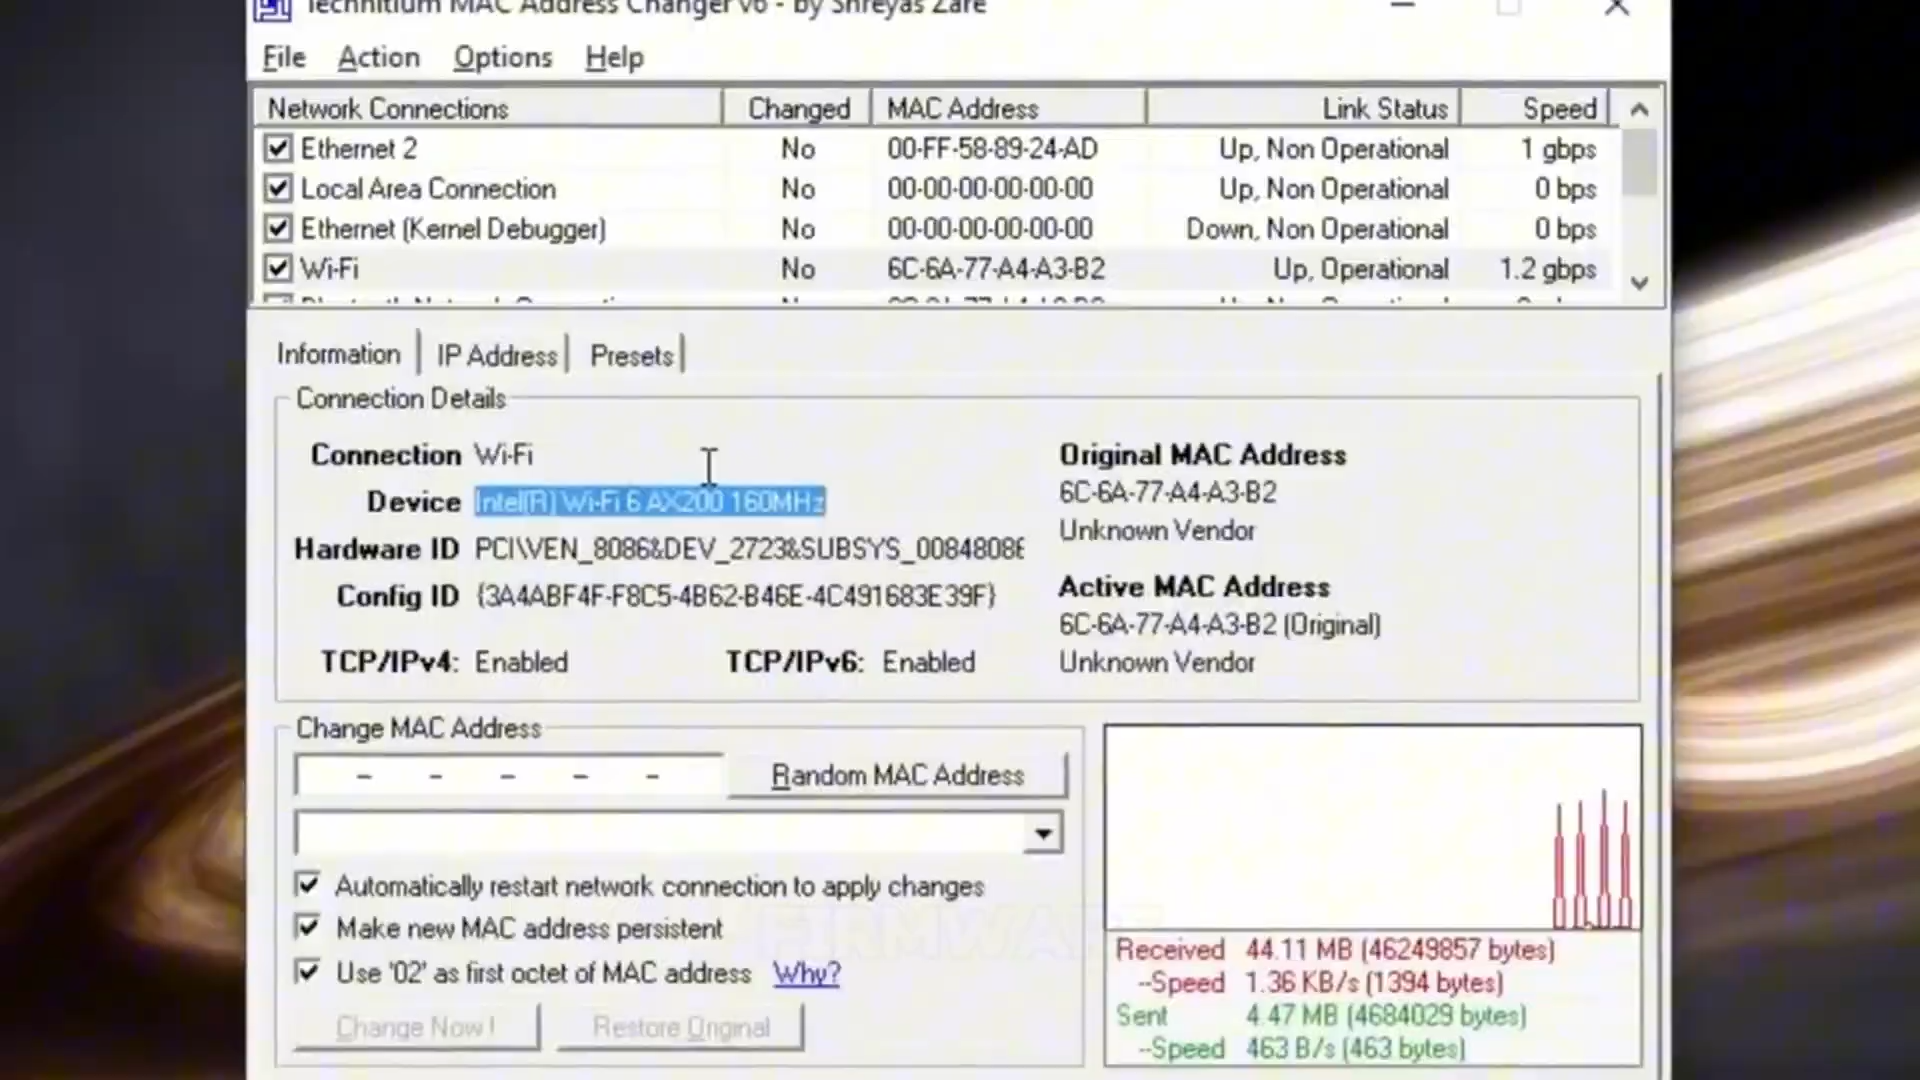 Technitium MAC Address Changer v6 - by Shreyas Zare
File Action Options Help
Network Connections Changed MAC Address Link Status Speed
Ethernet 2 No 00-FF-58-89-24-AD Up, Non Operational 1 gbps
Local Area Connection No 00-00-00-00-00-00 Up, Non Operational 0 bps
Ethernet (Kernel Debugger) No 00-00-00-00-00-00 Down, Non Operational 0 bps
Wi-Fi No 6C-6A-77-A4-A3-B2 Up, Operational 1.2 gbps
Information IP Address Presets
Connection Details
Connection Wi-Fi
Device Intel(R) Wi-Fi 6 AX200 160MHz
Hardware ID PCI\VEN_8086&DEV_2723&SUBSYS_0084808
Config ID {3A4ABF4F-F8C5-4B62-B46E-4C491683E39F}
TCP/IPv4: Enabled TCP/IPv6: Enabled
Original MAC Address
6C-6A-77-A4-A3-B2
Unknown Vendor
Active MAC Address
6C-6A-77-A4-A3-B2 (Original)
Unknown Vendor
Change MAC Address
- - - - -
Random MAC Address
Automatically restart network connection to apply changes
Make new MAC address persistent
Use '02' as first octet of MAC address Why?
Change Now !
Restore Original
FIRMWARE
Received 44.11 MB (46249857 bytes)
--Speed 1.36 KB/s (1394 bytes)
Sent 4.47 MB (4684029 bytes)
--Speed 463 B/s (463 bytes)